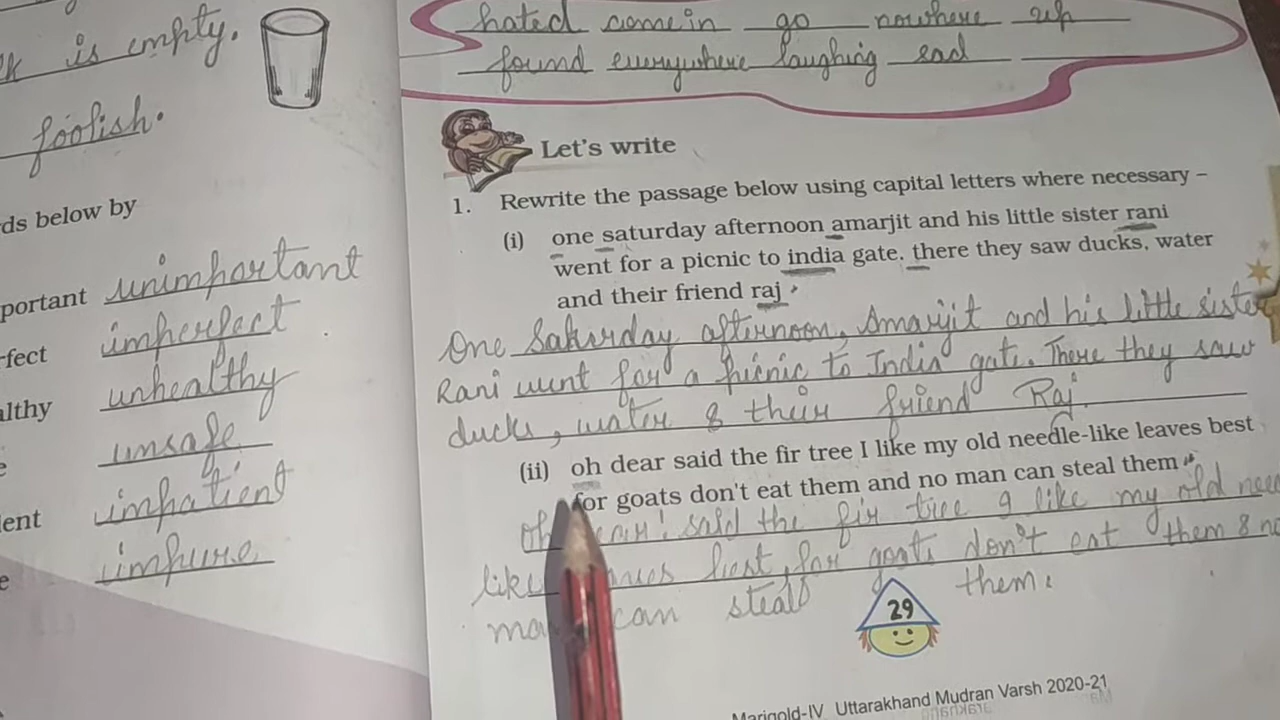 k is empty.
foolish.
ds below by
portant unimportant
rfect imperfect
althy unhealthy
e unsafe
ient impatient
e impure
hated come in go nowhere up
found everywhere laughing sad
Let's write
1. Rewrite the passage below using capital letters where necessary –
(i) one saturday afternoon amarjit and his little sister rani
went for a picnic to india gate. there they saw ducks, water
and their friend raj.
One Saturday afternoon, Amarjit and his little sister
Rani went for a picnic to India gate. There they saw
ducks, water & their friend Raj
(ii) oh dear said the fir tree I like my old needle-like leaves best
for goats don't eat them and no man can steal them
oh said the fir tree I like my old
like best, for goats don't eat them & no
can steal them.
29
Marigold-IV Uttarakhand Mudran Varsh 2020-21